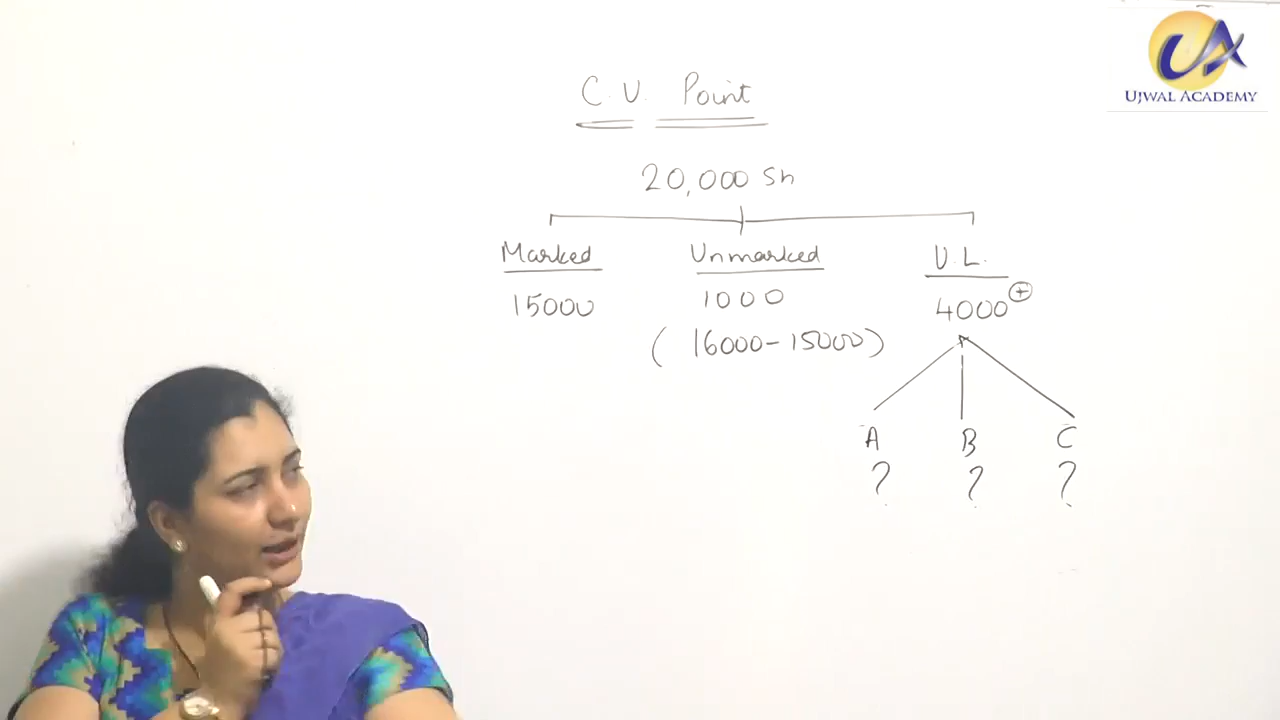 UJWAL ACADEMY
C.V. Point
20,000 Sh
Marked Unmarked U.L.
15000 1000 4000 +
(16000-15000)
A B C
? ? ?